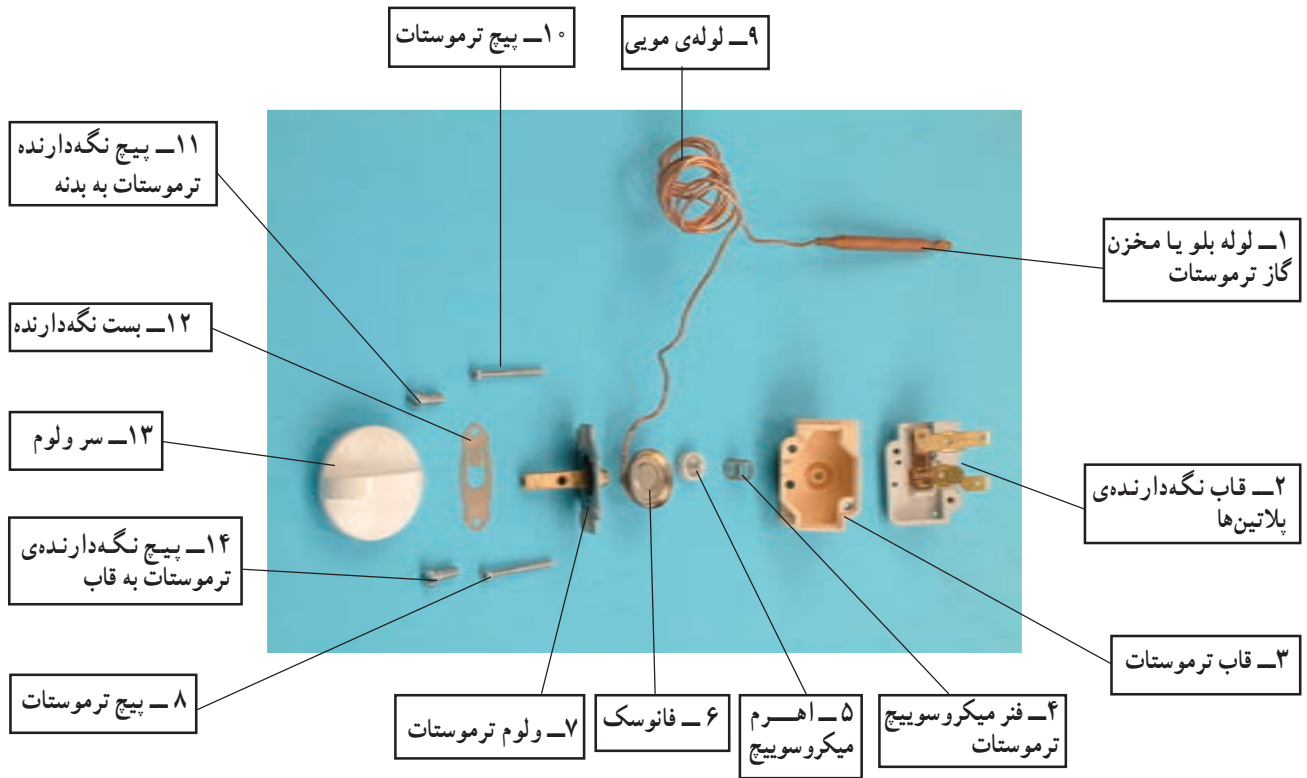 ۱۰ــ پیچ ترموستات
۹ــ لوله‌ی مویی
۱۱ــ پیچ نگه‌دارنده
ترموستات به بدنه
۱ــ لوله بلو یا مخزن
گاز ترموستات
۱۲ــ بست نگه‌دارنده
۱۳ــ سر ولوم
۲ــ قاب نگه‌دارنده‌ی
پلاتین‌ها
۱۴ــ پیچ نگه‌دارنده‌ی
ترموستات به قاب
۳ــ قاب ترموستات
۸ ــ پیچ ترموستات
۷ــ ولوم ترموستات
۶ ــ فانوسک
۵ ــ اهـــرم
میکروسوییچ
۴ــ فنر میکروسوییچ
ترموستات